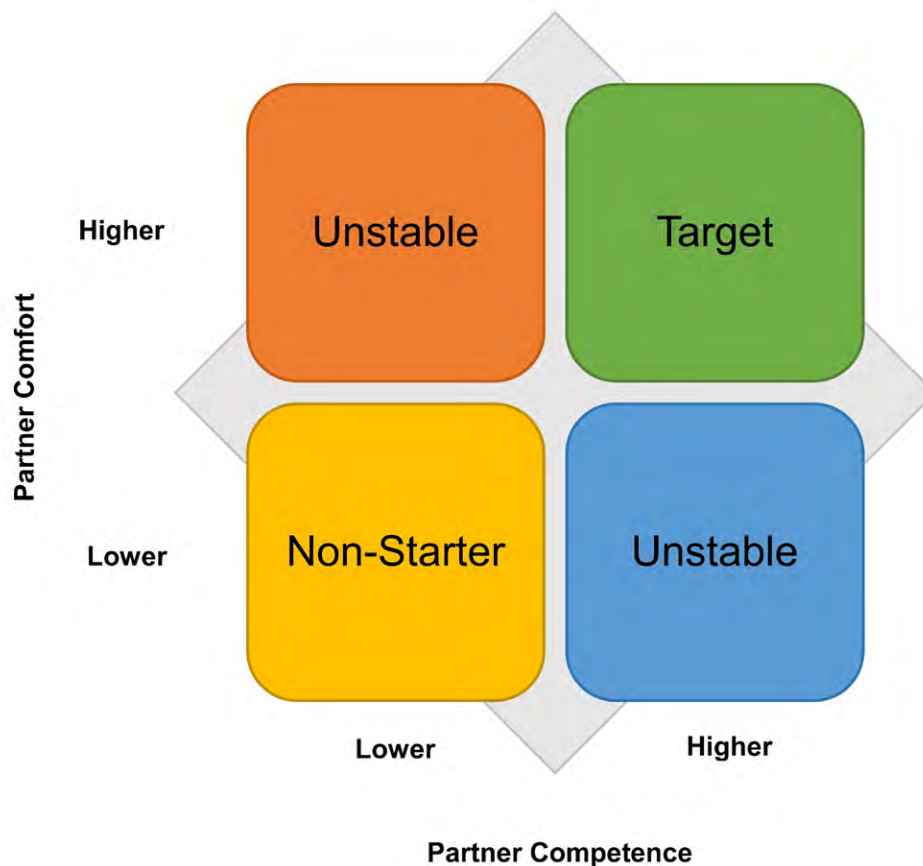 Higher
Unstable
Target
Partner Comfort
Lower
Non-Starter
Unstable
Lower
Higher
Partner Competence